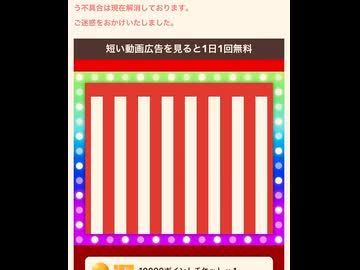 う不具合は現在解消しております。
ご迷惑をおかけいたしました。
短い動画広告を見ると1日1回無料